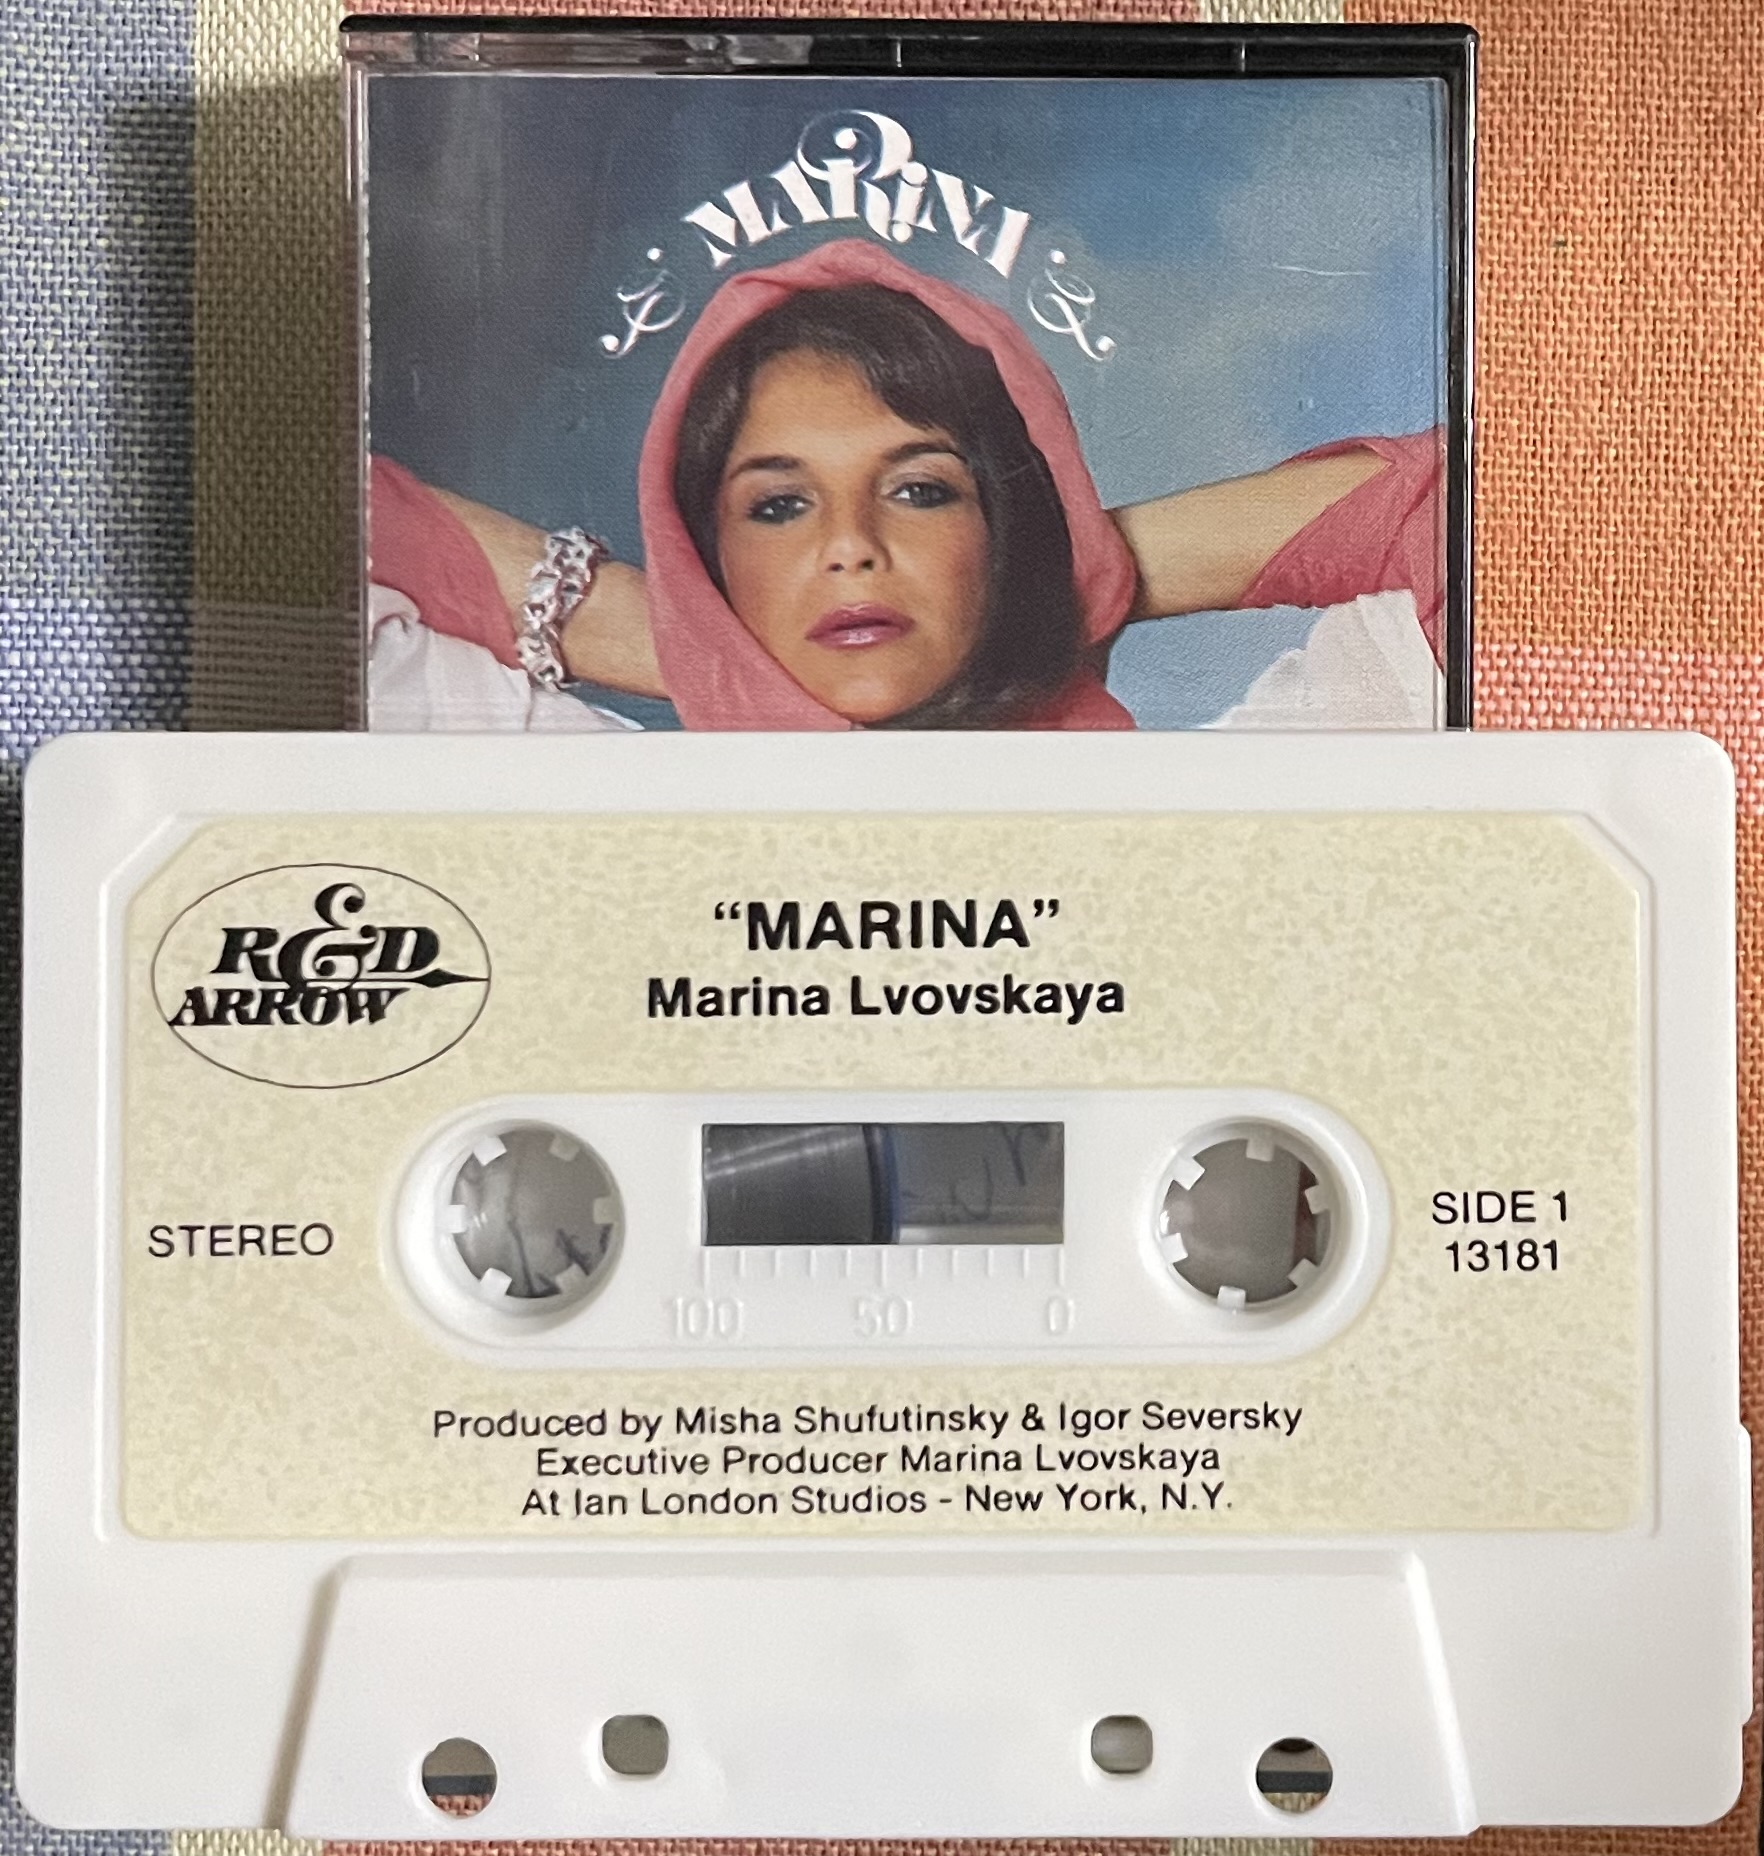 MARiNA
R&D
ARROW
“MARINA”
Marina Lvovskaya
STEREO
SIDE 1
13181
100 50 0
Produced by Misha Shufutinsky & Igor Seversky
Executive Producer Marina Lvovskaya
At Ian London Studios - New York, N.Y.